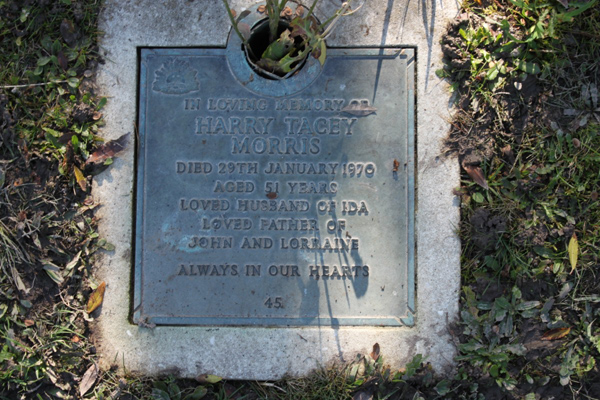 IN LOVING MEMORY OF
HARRY TACEY
MORRIS
DIED 29TH JANUARY 1970
AGED 51 YEARS
LOVED HUSBAND OF IDA
LOVED FATHER OF
JOHN AND LORRAINE
ALWAYS IN OUR HEARTS
45.